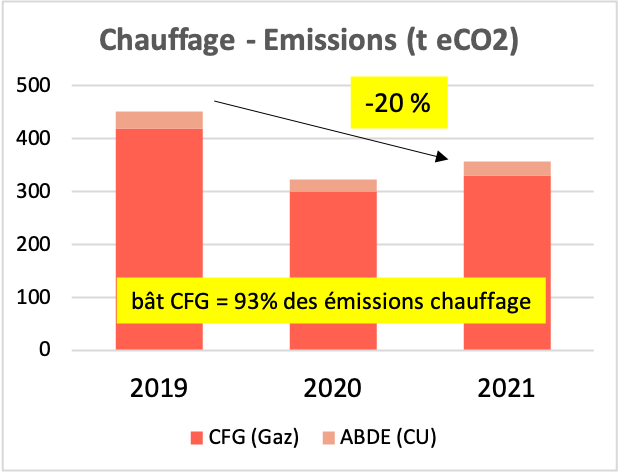 Chauffage - Emissions (t eCO2)
-20 %
500
400
300
200
100
0
bât CFG = 93% des émissions chauffage
2019 2020 2021
CFG (Gaz) ABDE (CU)